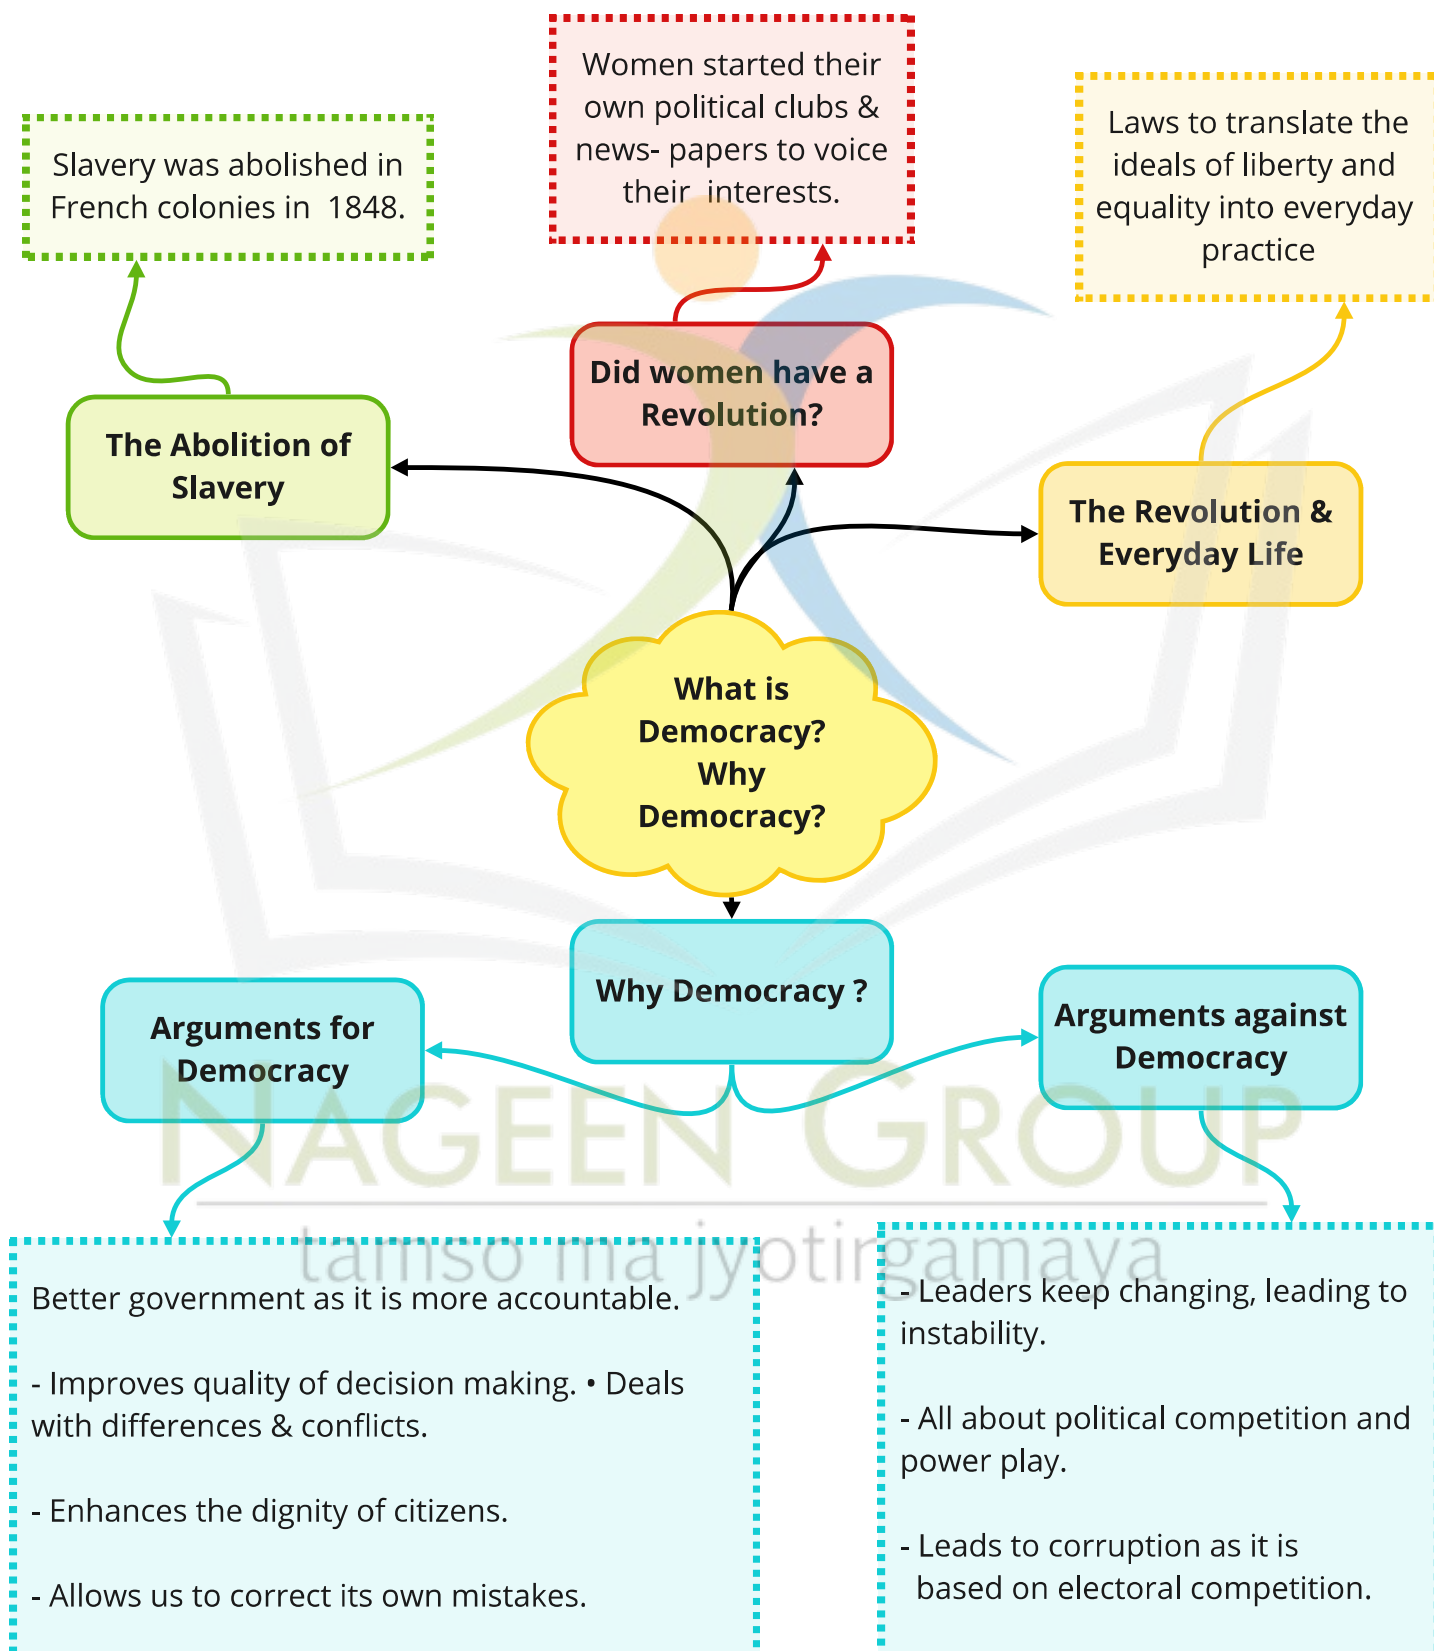 Women started their
own political clubs &
news- papers to voice
their interests.
Slavery was abolished in
French colonies in 1848.
Laws to translate the
ideals of liberty and
equality into everyday
practice
Did women have a
Revolution?
The Abolition of
Slavery
The Revolution &
Everyday Life
What is
Democracy?
Why
Democracy?
Why Democracy ?
Arguments for
Democracy
Arguments against
Democracy
NAGEEN GROUP
tamso ma jyotirgamaya
Better government as it is more accountable.
- Improves quality of decision making. • Deals
with differences & conflicts.
- Enhances the dignity of citizens.
- Allows us to correct its own mistakes.
- Leaders keep changing, leading to
instability.
- All about political competition and
power play.
- Leads to corruption as it is
based on electoral competition.